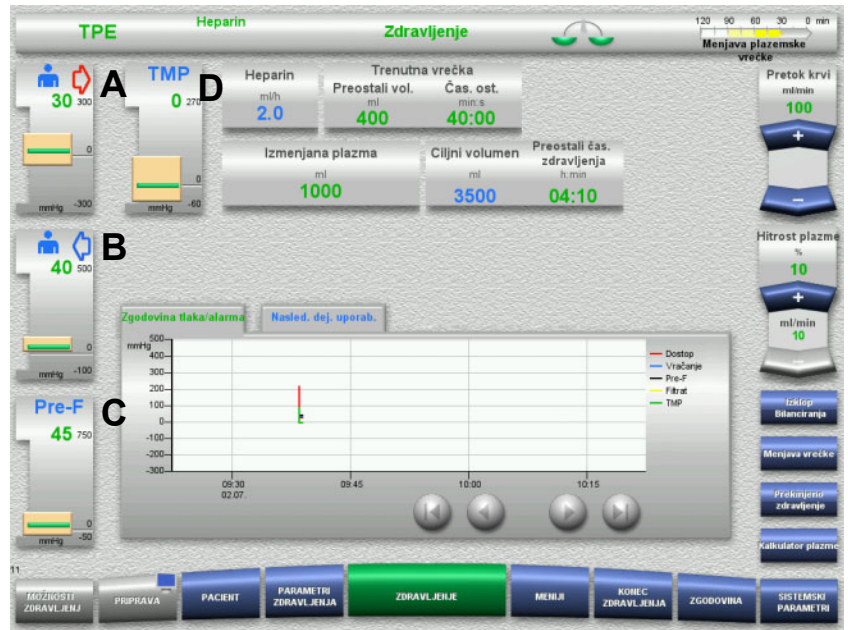 TPE
Heparin
Zdravljenje
120 90 60 30 0 min
Menjava plazemske
vrečke
A
30 300
0
mmHg -300
TMP
D
0 270
0
mmHg -60
Heparin
ml/h
2.0
Trenutna vrečka
Preostali vol. Čas. ost.
ml min:s
400 40:00
Izmenjana plazma
ml
1000
Ciljni volumen
ml
3500
Preostali čas.
zdravljenja
h:min
04:10
Pretok krvi
ml/min
100
+
–
B
40 500
0
mmHg -100
Hitrost plazme
%
10
+
ml/min
10
–
Zgodovina tlaka/alarma
Nasled. dej. uporab.
mmHg
500
400
300
200
100
0
-100
-200
-300
09:30 09:45 10:00 10:15
02.07.
Dostop
Vračanje
Pre-F
Filtrat
TMP
Pre-F
C
45 750
0
mmHg -50
Izklop
Bilanciranja
Menjava vrečke
Prekinjeno
zdravljenje
Kalkulator plazme
11
MOŽNOSTI
ZDRAVLJENJ
PRIPRAVA
PACIENT
PARAMETRI
ZDRAVLJENJA
ZDRAVLJENJE
MENIJI
KONEC
ZDRAVLJENJA
ZGODOVINA
SISTEMSKI
PARAMETRI